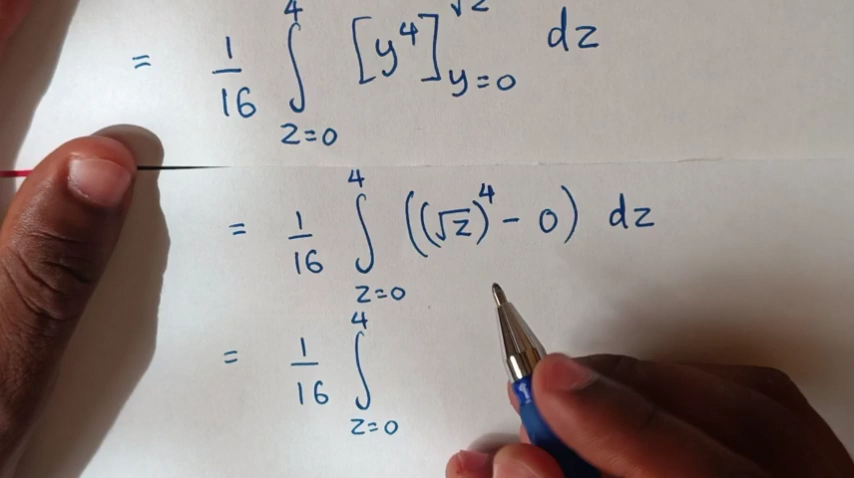 = 1/16 ∫_{z=0}^{4} [y⁴]_{y=0}^{√z} dz
= 1/16 ∫_{z=0}^{4} ((√z)⁴ - 0) dz
= 1/16 ∫_{z=0}^{4}